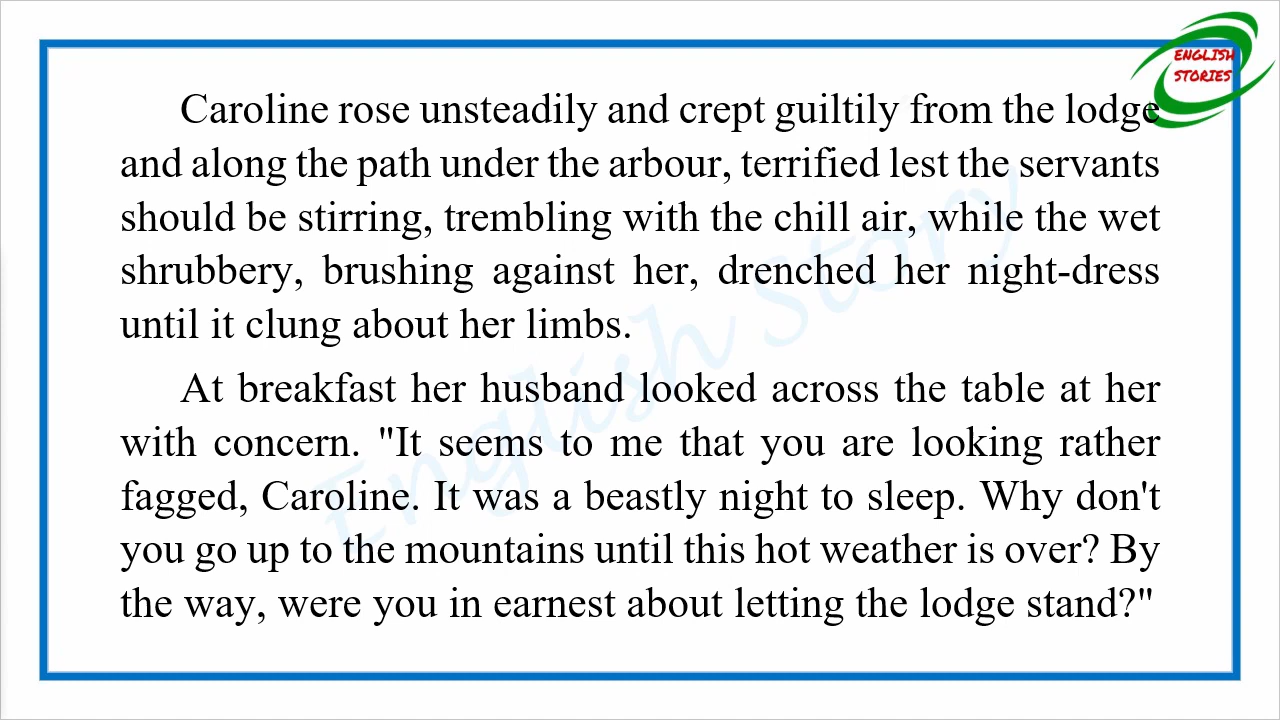 ENGLISH
STORIES
Caroline rose unsteadily and crept guiltily from the lodge
and along the path under the arbour, terrified lest the servants
should be stirring, trembling with the chill air, while the wet
shrubbery, brushing against her, drenched her night-dress
until it clung about her limbs.
At breakfast her husband looked across the table at her
with concern. "It seems to me that you are looking rather
fagged, Caroline. It was a beastly night to sleep. Why don't
you go up to the mountains until this hot weather is over? By
the way, were you in earnest about letting the lodge stand?"
English Story